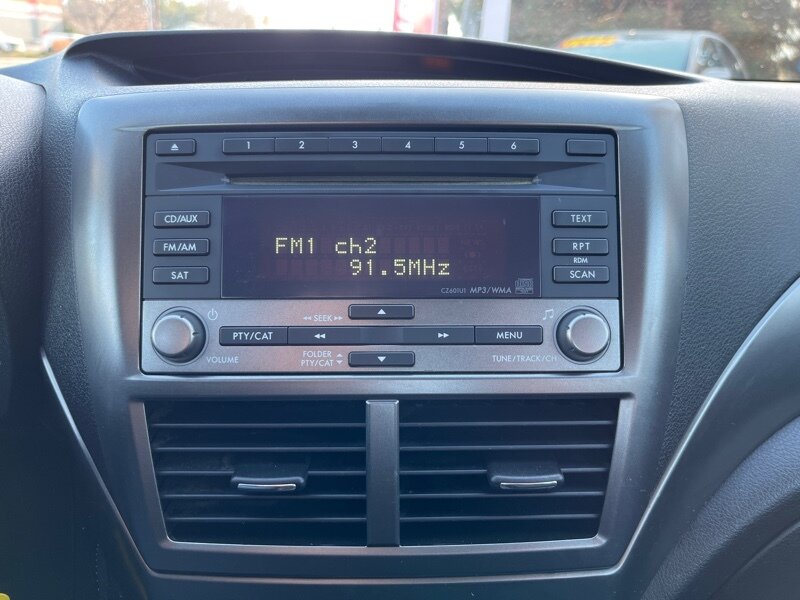 1 2 3 4 5 6
CD/AUX
FM/AM
SAT
FM1 ch2
91.5MHz
CZ601U1 MP3/WMA
TEXT
RPT
RDM
SCAN
SEEK
PTY/CAT
MENU
VOLUME
FOLDER
PTY/CAT
TUNE/TRACK/CH